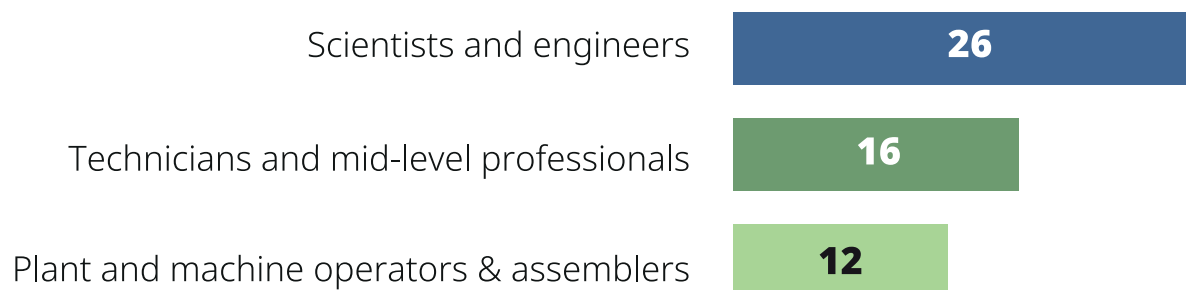 Scientists and engineers 26
Technicians and mid-level professionals 16
Plant and machine operators & assemblers 12